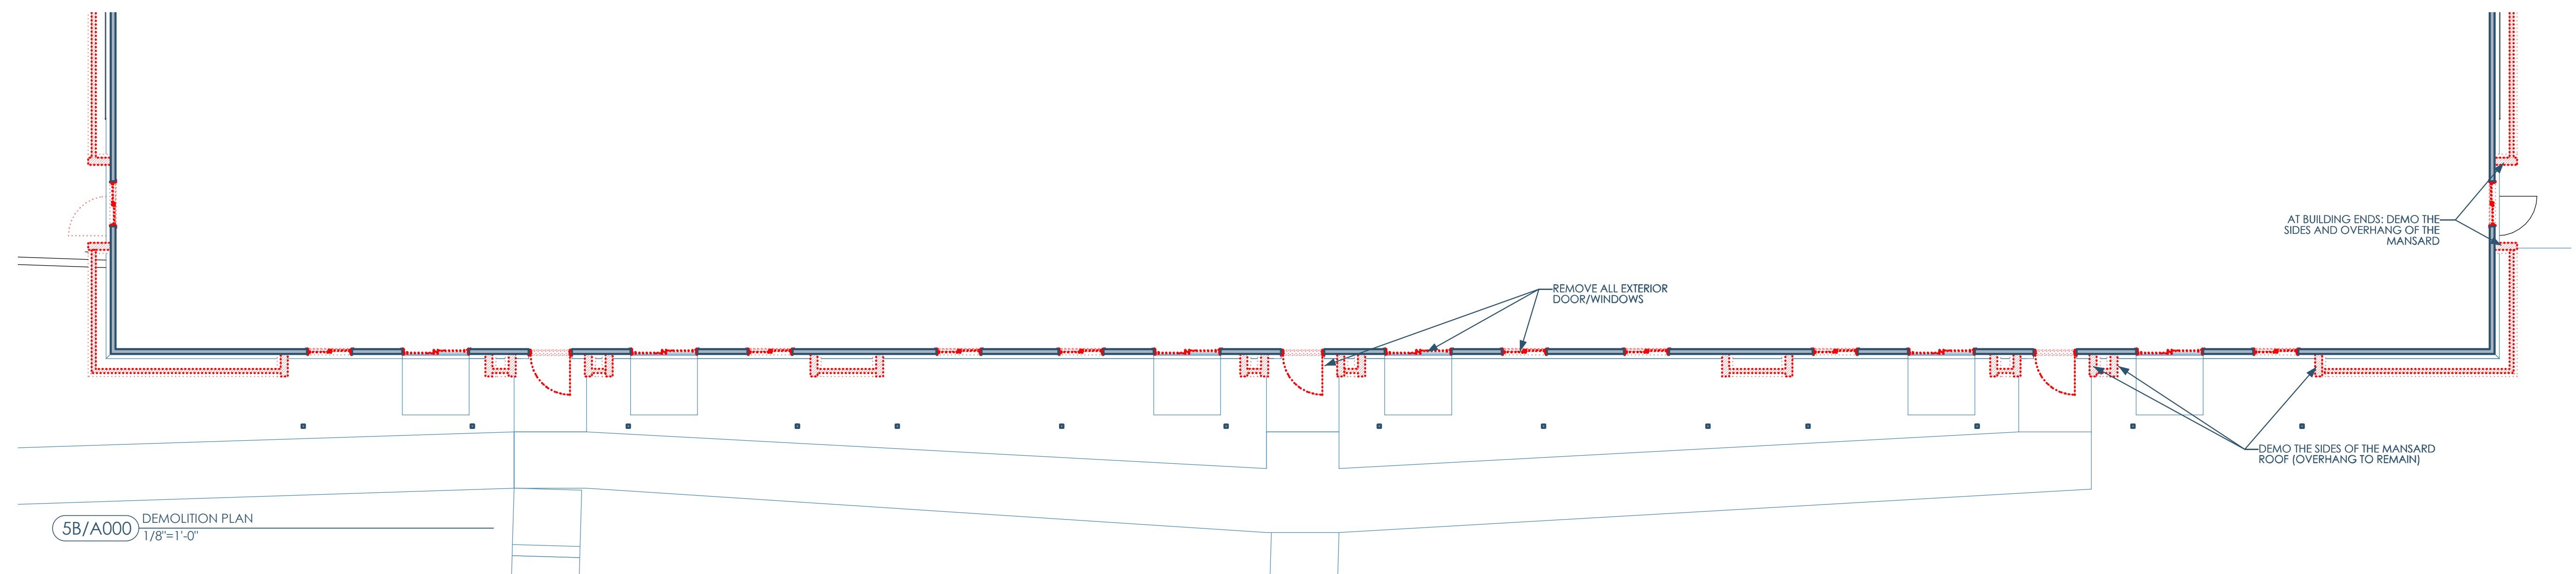 AT BUILDING ENDS: DEMO THE
SIDES AND OVERHANG OF THE
MANSARD
REMOVE ALL EXTERIOR
DOOR/WINDOWS
DEMO THE SIDES OF THE MANSARD
ROOF (OVERHANG TO REMAIN)
5B/A000
DEMOLITION PLAN
1/8"=1'-0"